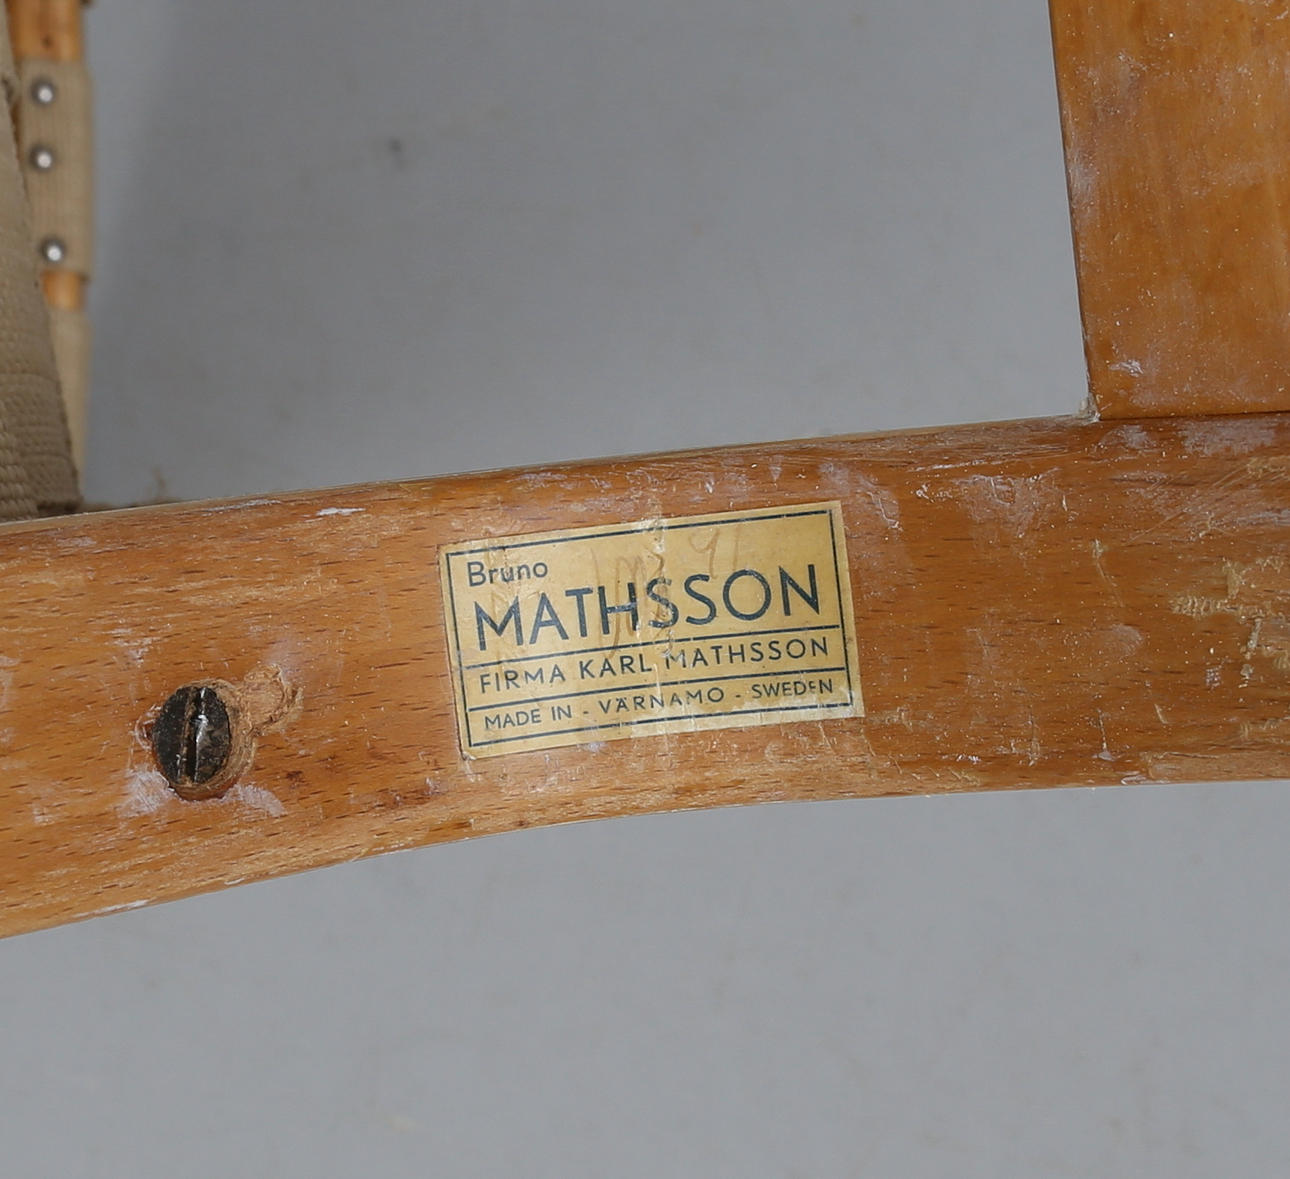 Bruno
MATHSSON
FIRMA KARL MATHSSON
MADE IN - VÄRNAMO - SWEDEN